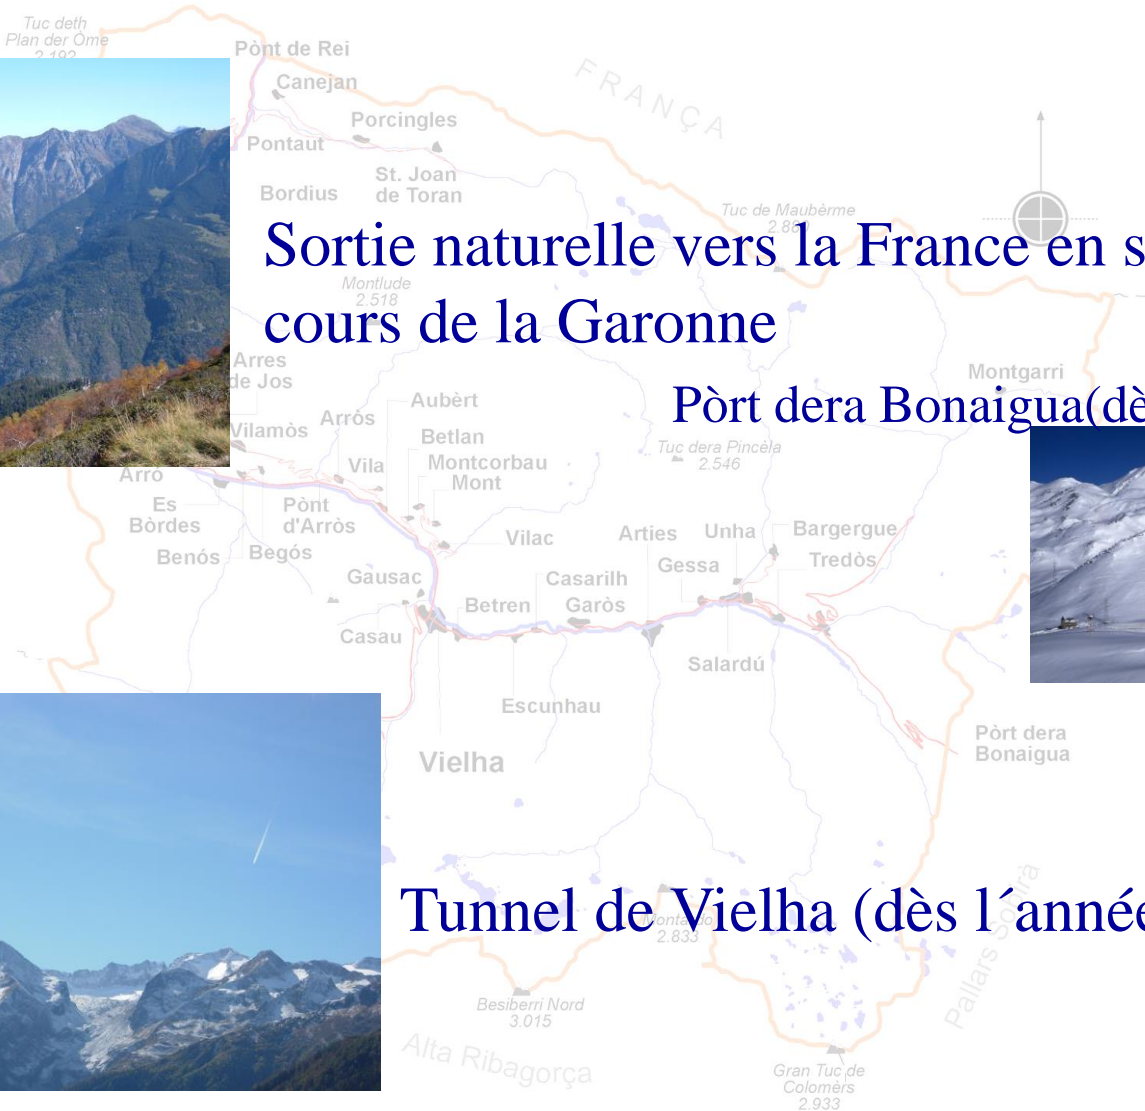 Tuc deth
Plan der Òme
2.192
Pònt de Rei
Canejan
FRANÇA
Porcingles
Pontaut
St. Joan
de Toran
Bordius
Tuc de Maubèrme
Sortie naturelle vers la France en s
Montlude
2.518
cours de la Garonne
Arres
de Jos
Montgarri
Pòrt dera Bonaigua(dè
Aubèrt
Arròs
Vilamòs
Betlan
Tuc dera Pincèla
2.546
Vila
Montcorbau
Mont
Arró
Es
Bòrdes
Pònt
d'Arròs
Vilac
Arties
Unha
Bargergue
Benós
Begós
Tredòs
Gessa
Gausac
Casarilh
Betren
Garòs
Casau
Salardú
Escunhau
Pòrt dera
Bonaigua
Vielha
Tunnel de Vielha (dès l´année
2.833
Pallars Sobirà
Besiberri Nord
3.015
Alta Ribagorça
Gran Tuc de
Colomèrs
2.933